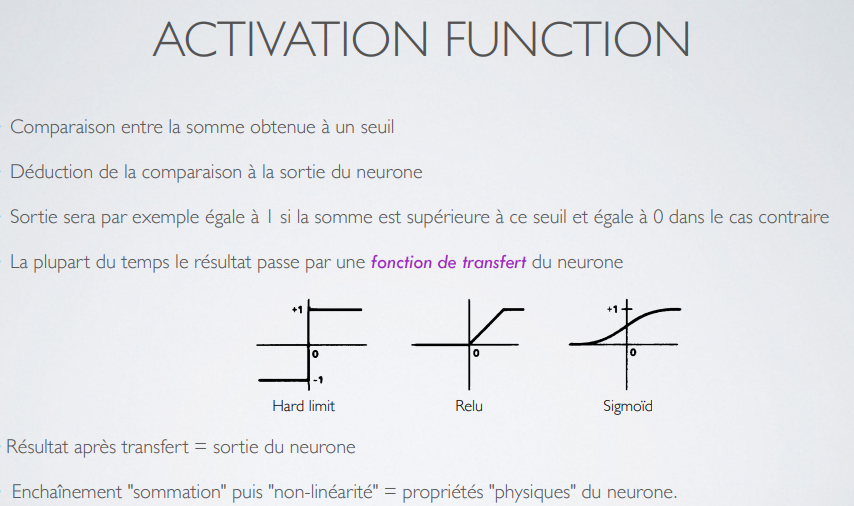 ACTIVATION FUNCTION
Comparaison entre la somme obtenue à un seuil
Déduction de la comparaison à la sortie du neurone
Sortie sera par exemple égale à 1 si la somme est supérieure à ce seuil et égale à 0 dans le cas contraire
La plupart du temps le résultat passe par une fonction de transfert du neurone
+1
0
-1
Hard limit
0
Relu
+1
0
Sigmoïd
Résultat après transfert = sortie du neurone
Enchaînement "sommation" puis "non-linéarité" = propriétés "physiques" du neurone.